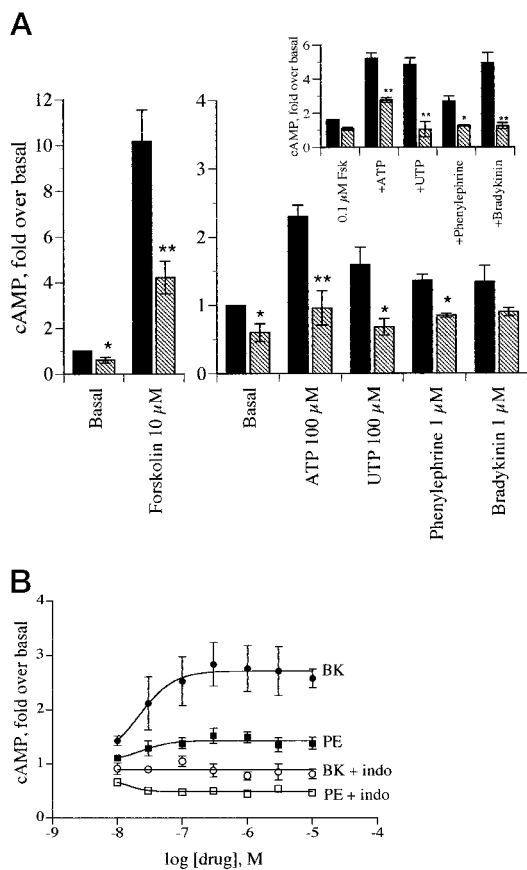 A
cAMP, fold over basal
12
10
8
6
4
2
0
Basal
Forskolin 10 µM
4
3
2
1
0
*
**
*
**
*
*
Basal
ATP 100 µM
UTP 100 µM
Phenylephrine 1 µM
Bradykinin 1 µM
cAMP, fold over basal
6
4
2
0
**
**
*
**
0.1 µM Fsk
+ATP
+UTP
+Phenylephrine
+Bradykinin
B
cAMP, fold over basal
4
3
2
1
0
BK
PE
BK + indo
PE + indo
-9 -8 -7 -6 -5 -4
log [drug], M